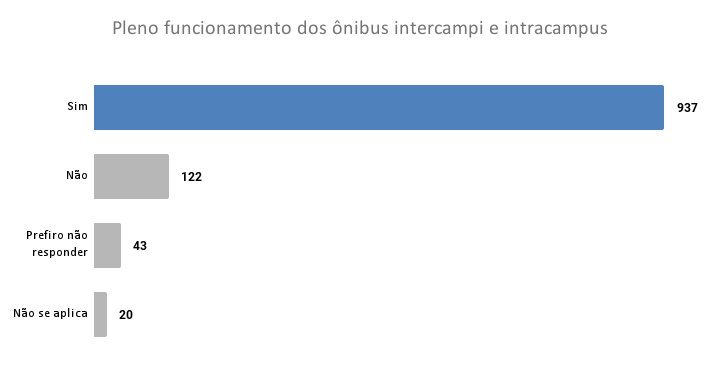 Pleno funcionamento dos ônibus intercampi e intracampus
Sim
937
Não
122
Prefiro não
responder
43
Não se aplica
20